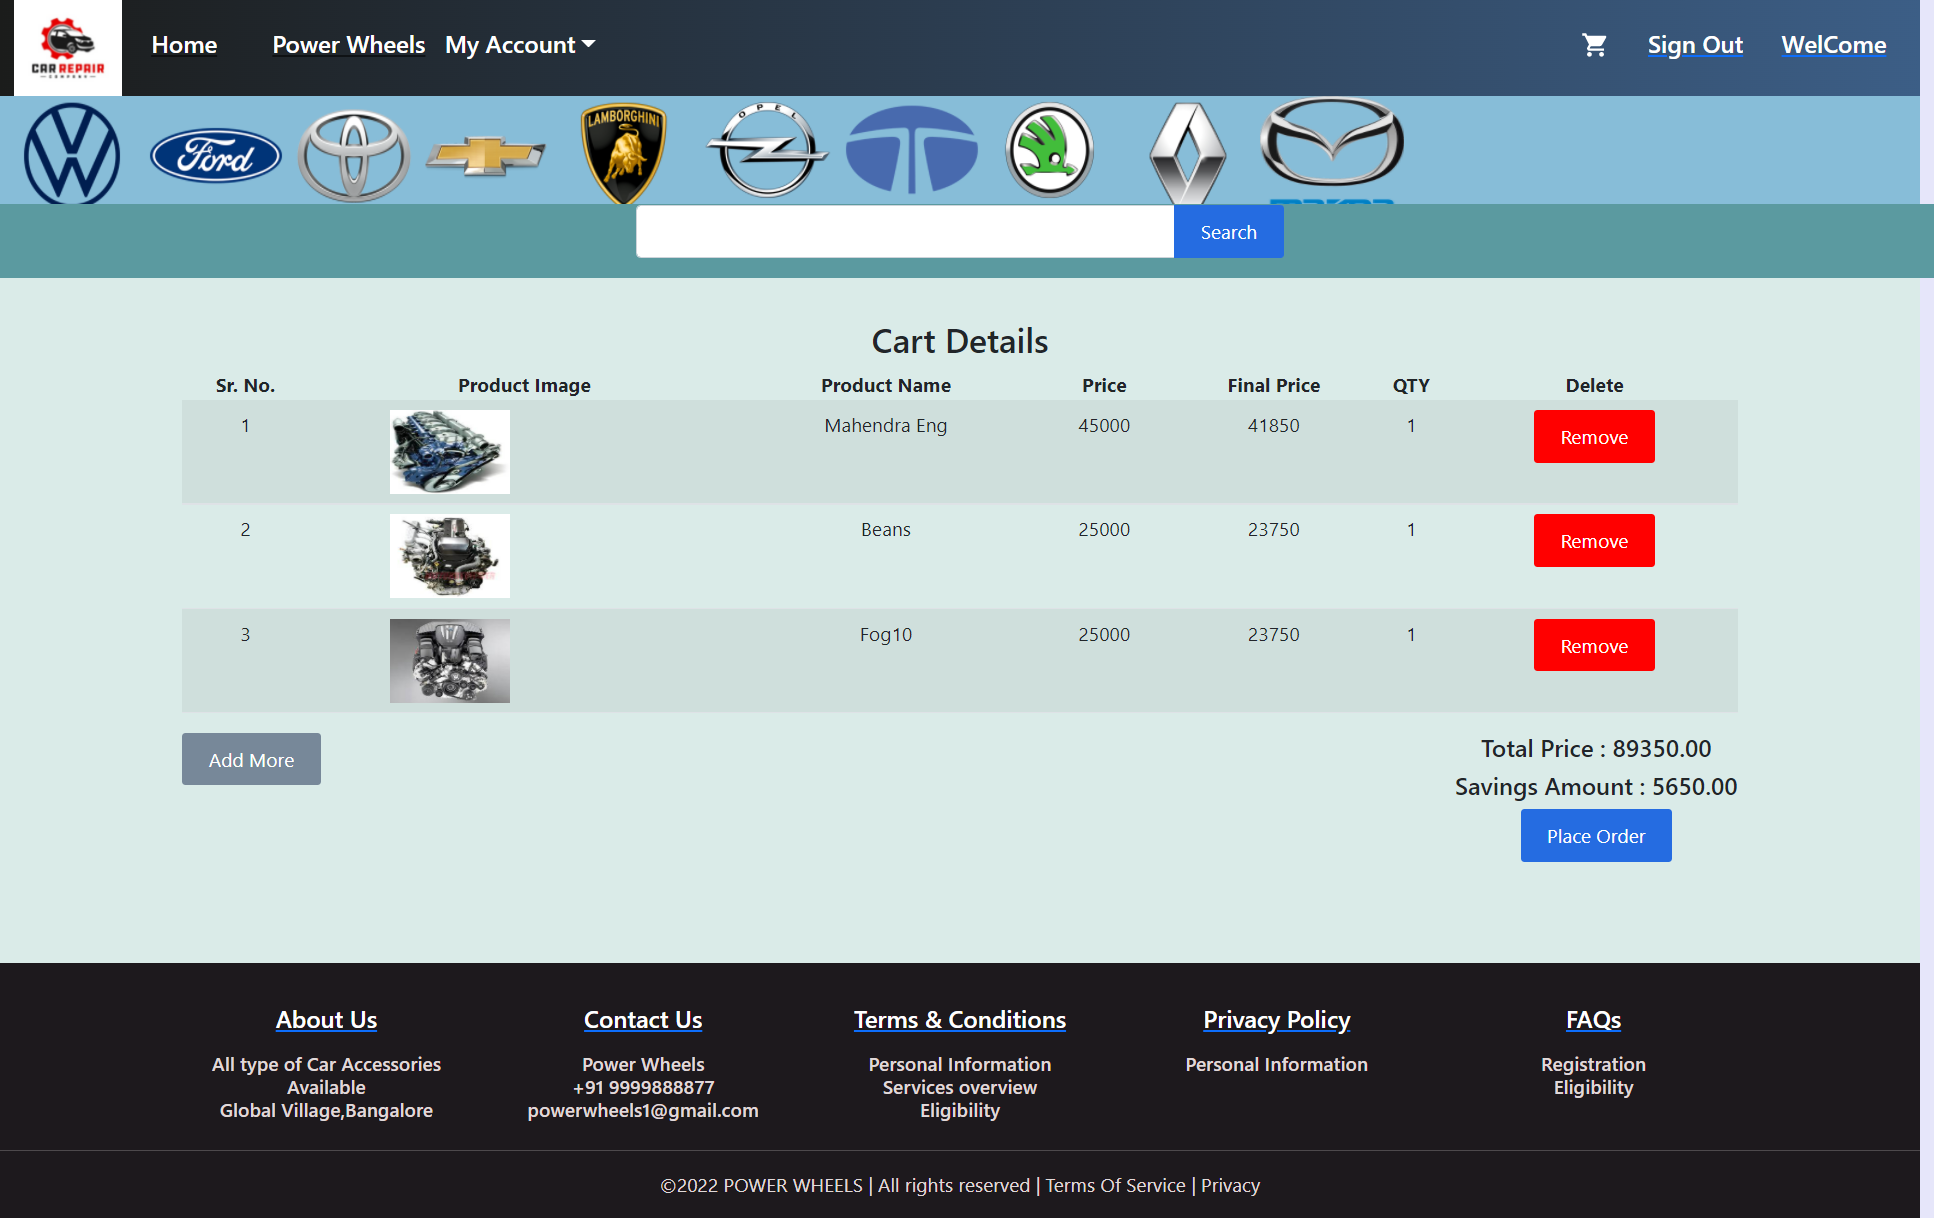 CAR REPAIR
COMPANY
Home
Power Wheels
My Account
Sign Out
WelCome
Ford
LAMBORGHINI
OPEL
mazda
Search
Cart Details
Sr. No. Product Image Product Name Price Final Price QTY Delete
1 Mahendra Eng 45000 41850 1 Remove
2 Beans 25000 23750 1 Remove
3 Fog10 25000 23750 1 Remove
Add More
Total Price : 89350.00
Savings Amount : 5650.00
Place Order
About Us
All type of Car Accessories
Available
Global Village,Bangalore
Contact Us
Power Wheels
+91 9999888877
powerwheels1@gmail.com
Terms & Conditions
Personal Information
Services overview
Eligibility
Privacy Policy
Personal Information
FAQs
Registration
Eligibility
©2022 POWER WHEELS | All rights reserved | Terms Of Service | Privacy